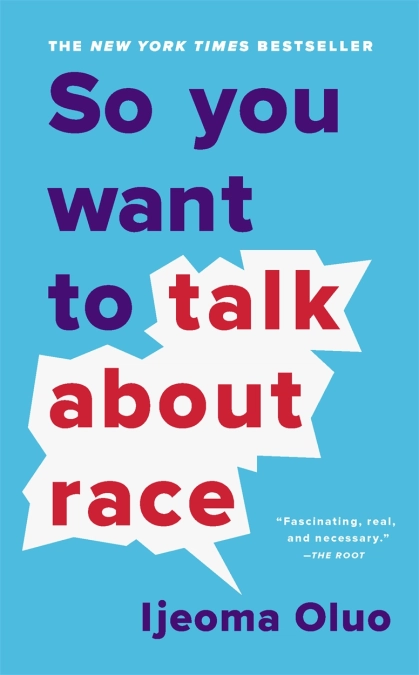 THE NEW YORK TIMES BESTSELLER
So you
want
to talk
about
race
“Fascinating, real,
and necessary.”
—THE ROOT
Ijeoma Oluo